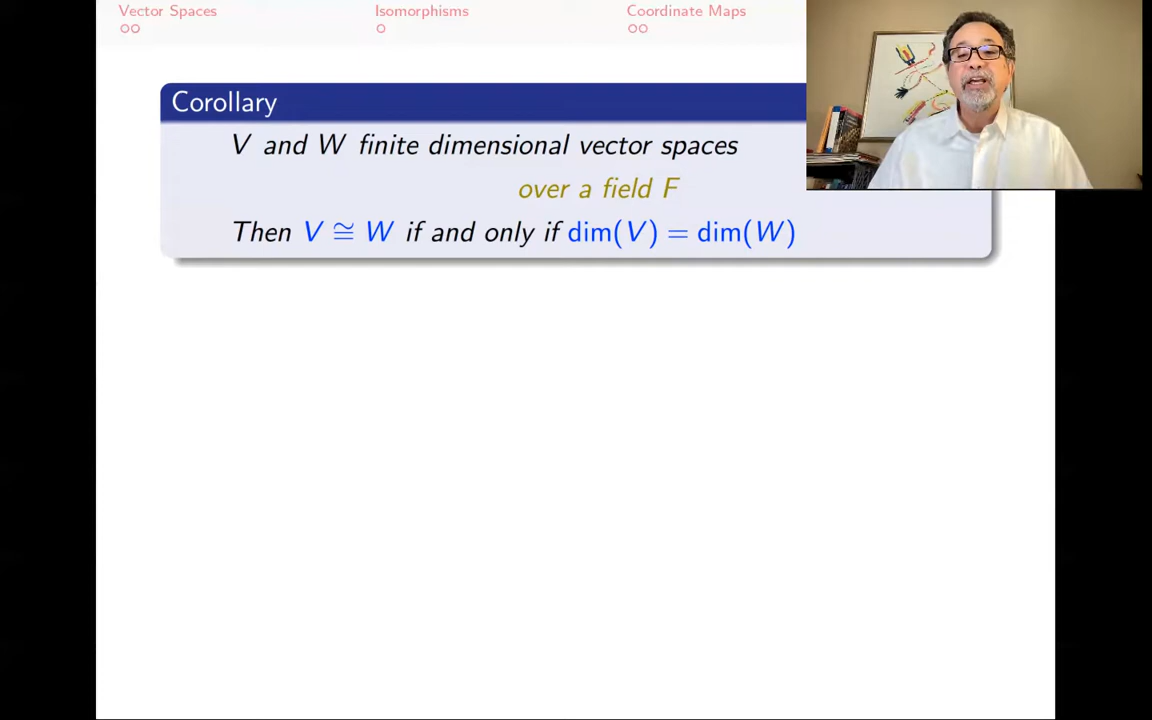 Vector Spaces
Isomorphisms
Coordinate Maps
Corollary
V and W finite dimensional vector spaces
over a field F
Then V ≅ W if and only if dim(V) = dim(W)